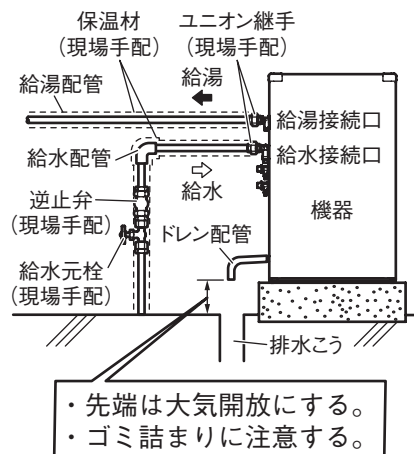 保温材
(現場手配)
ユニオン継手
(現場手配)
給湯配管
給湯
給湯接続口
給水配管
給水接続口
給水
逆止弁
(現場手配)
機器
ドレン配管
給水元栓
(現場手配)
排水こう
・先端は大気開放にする。
・ゴミ詰まりに注意する。